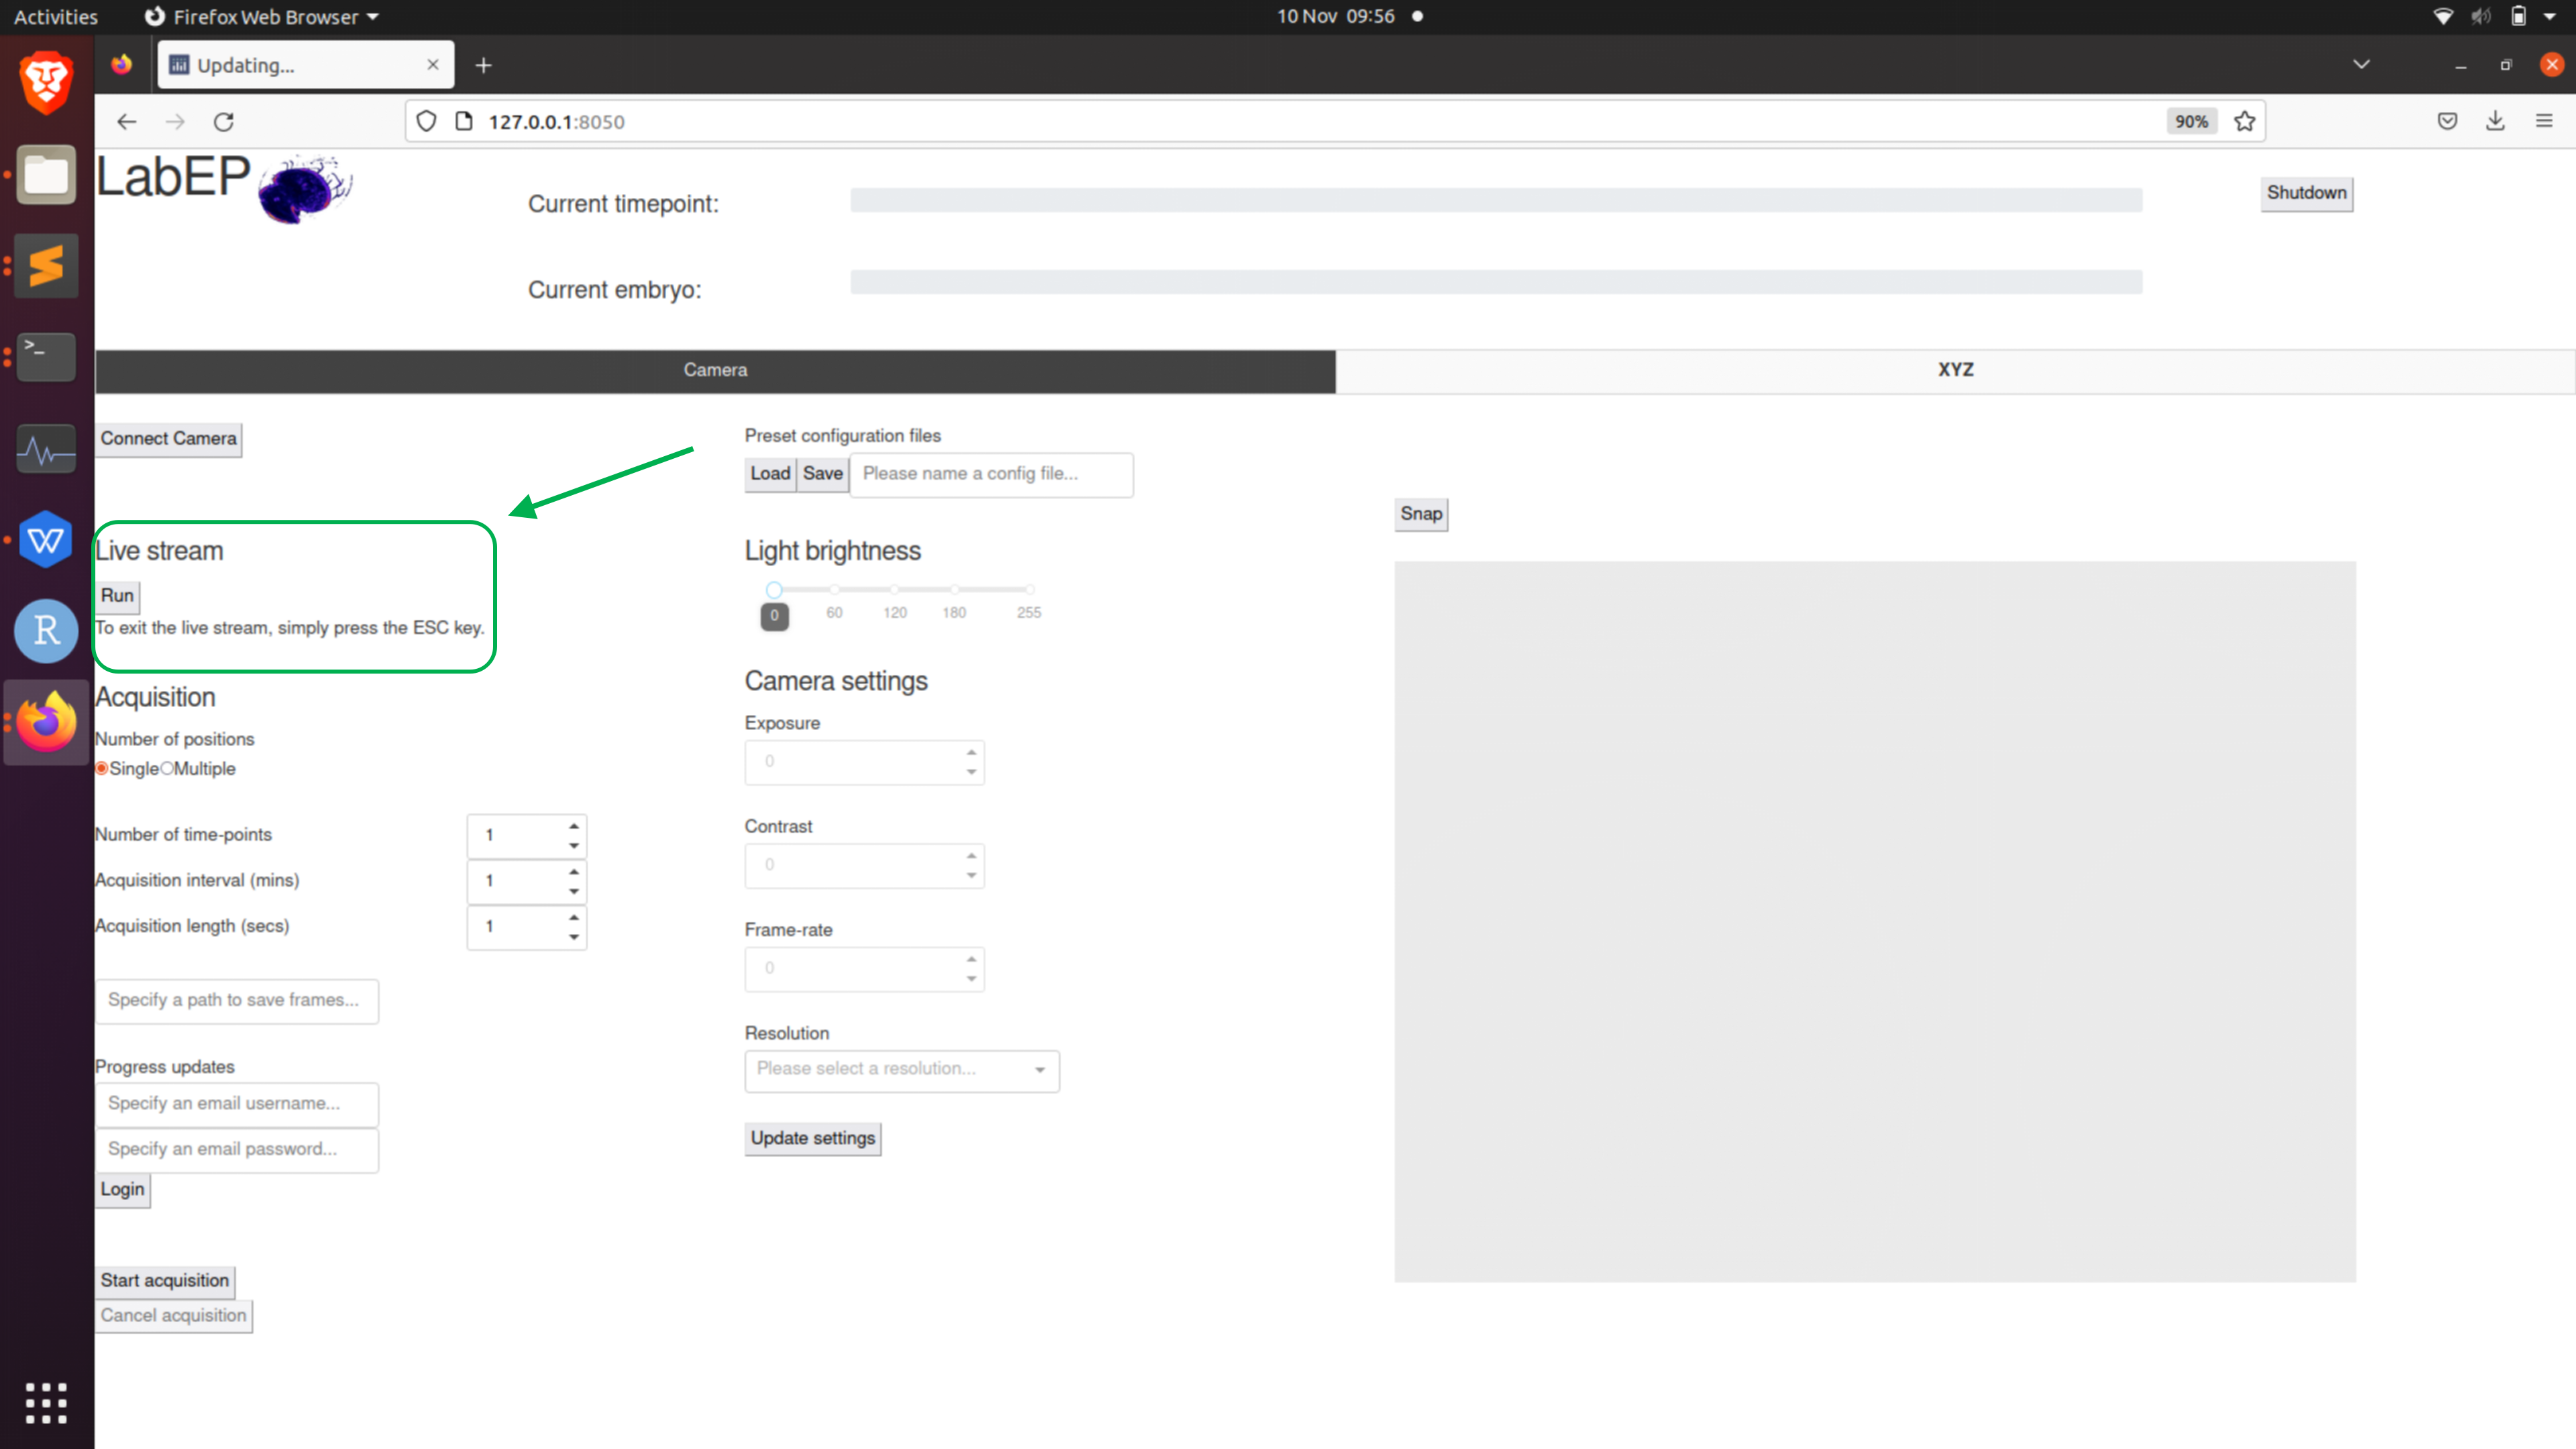 Activities
Firefox Web Browser
10 Nov 09:56
Updating...
127.0.0.1:8050
90%
LabEP
Current timepoint:
Shutdown
Current embryo:
Camera
XYZ
Connect Camera
Preset configuration files
Load
Save
Please name a config file...
Snap
Live stream
Run
To exit the live stream, simply press the ESC key.
Light brightness
0
60
120
180
255
Acquisition
Number of positions
Single
Multiple
Number of time-points
1
Acquisition interval (mins)
1
Acquisition length (secs)
1
Specify a path to save frames...
Progress updates
Specify an email username...
Specify an email password...
Login
Start acquisition
Cancel acquisition
Camera settings
Exposure
0
Contrast
0
Frame-rate
0
Resolution
Please select a resolution...
Update settings